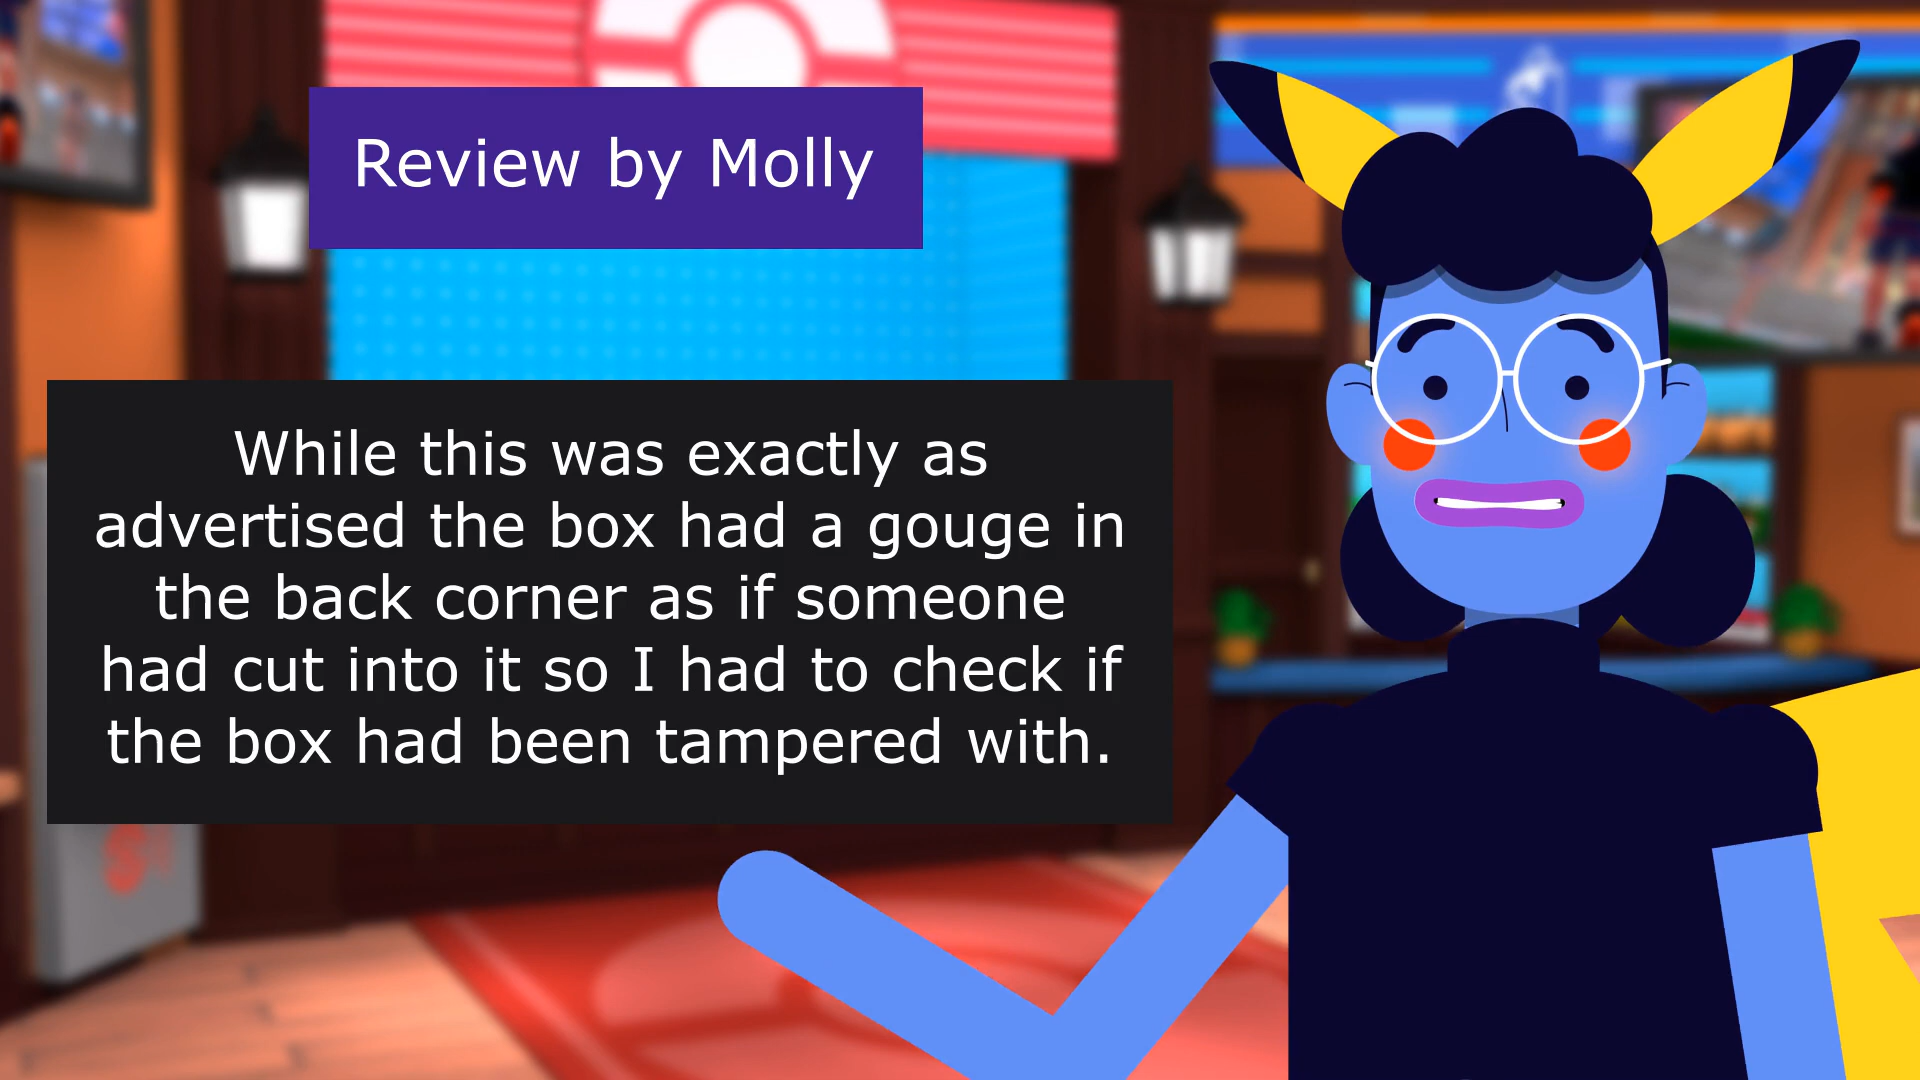 Review by Molly
While this was exactly as
advertised the box had a gouge in
the back corner as if someone
had cut into it so I had to check if
the box had been tampered with.